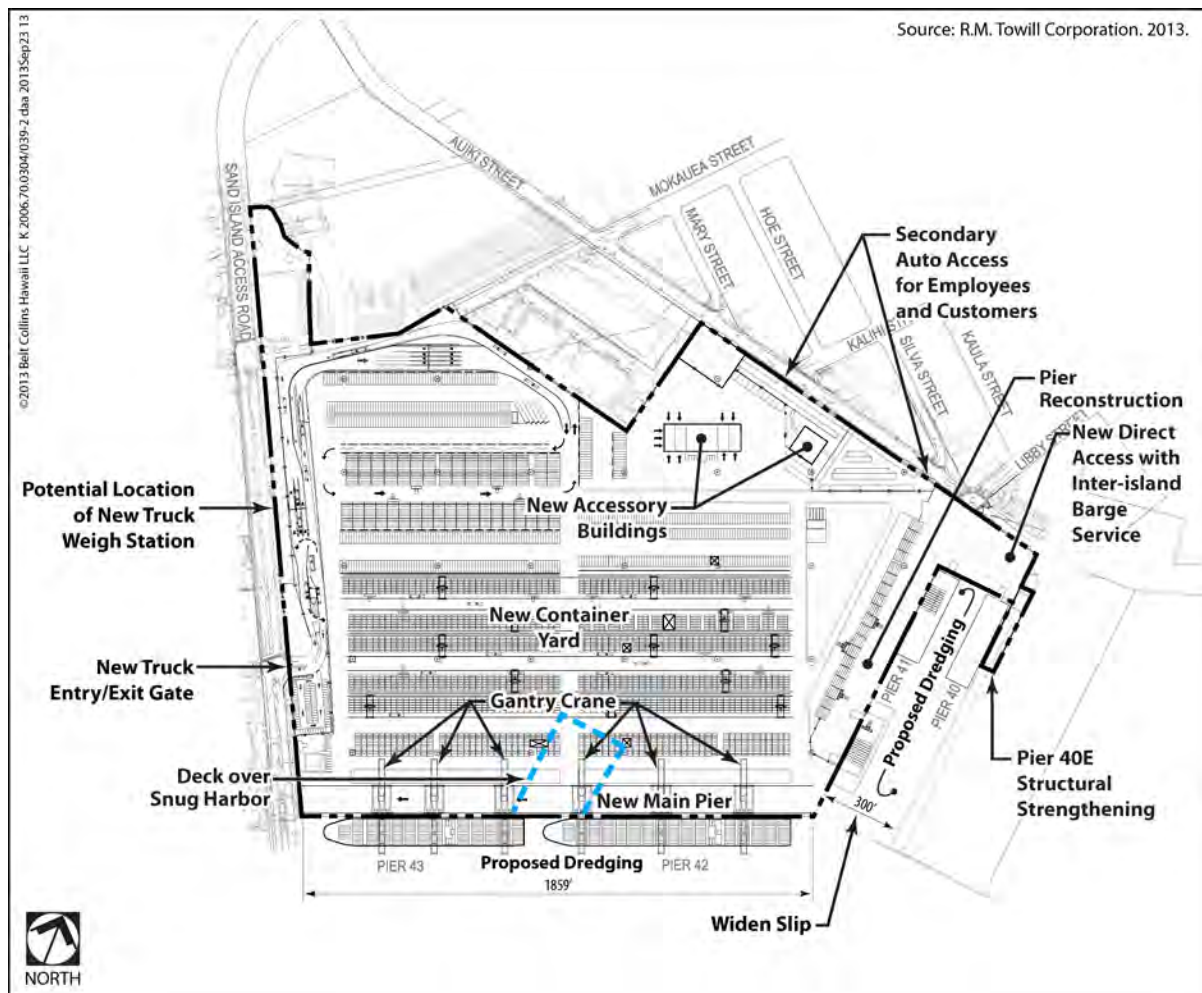 ©2013 Belt Collins Hawaii LLC K 2006.70.0304/039-2 daa 2013Sep23 13
Source: R.M. Towill Corporation. 2013.
SAND ISLAND ACCESS ROAD
AUIKI STREET
MOKAUEA STREET
MARY STREET
HOE STREET
KALIHI ST
SILVA STREET
KAULA STREET
LIBBY STREET
Secondary
Auto Access
for Employees
and Customers
Pier
Reconstruction
New Direct
Access with
Inter-island
Barge
Service
Potential Location
of New Truck
Weigh Station
New Accessory
Buildings
New Container
Yard
New Truck
Entry/Exit Gate
Gantry Crane
Deck over
Snug Harbor
New Main Pier
PIER 41
Proposed Dredging
PIER 40
Pier 40E
Structural
Strengthening
300'
PIER 43
Proposed Dredging
PIER 42
1859'
Widen Slip
NORTH